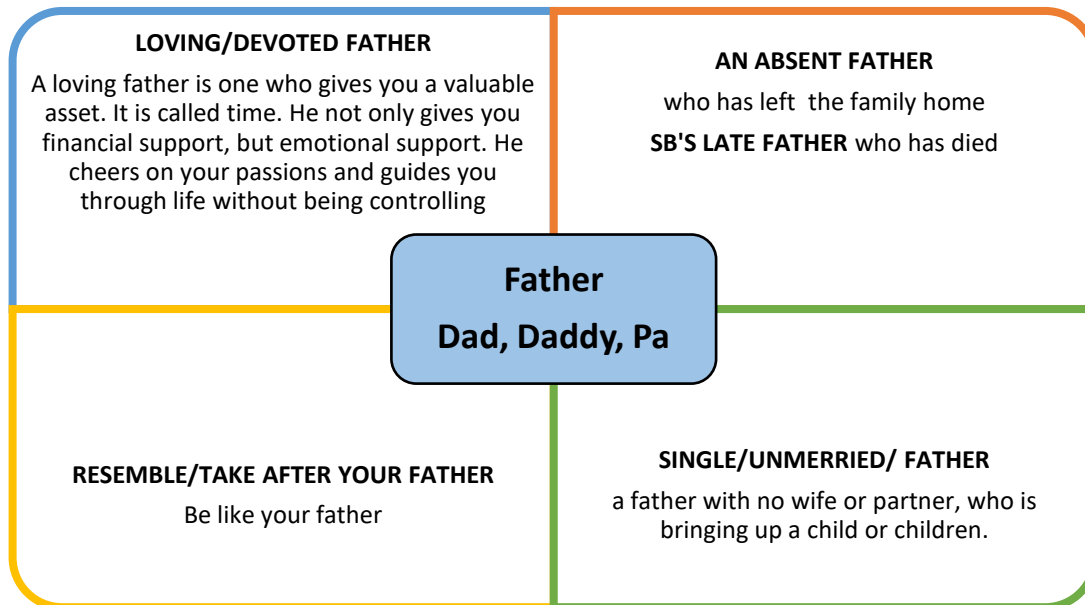 LOVING/DEVOTED FATHER
A loving father is one who gives you a valuable
asset. It is called time. He not only gives you
financial support, but emotional support. He
cheers on your passions and guides you
through life without being controlling
AN ABSENT FATHER
who has left the family home
SB'S LATE FATHER who has died
Father
Dad, Daddy, Pa
RESEMBLE/TAKE AFTER YOUR FATHER
Be like your father
SINGLE/UNMERRIED/ FATHER
a father with no wife or partner, who is
bringing up a child or children.